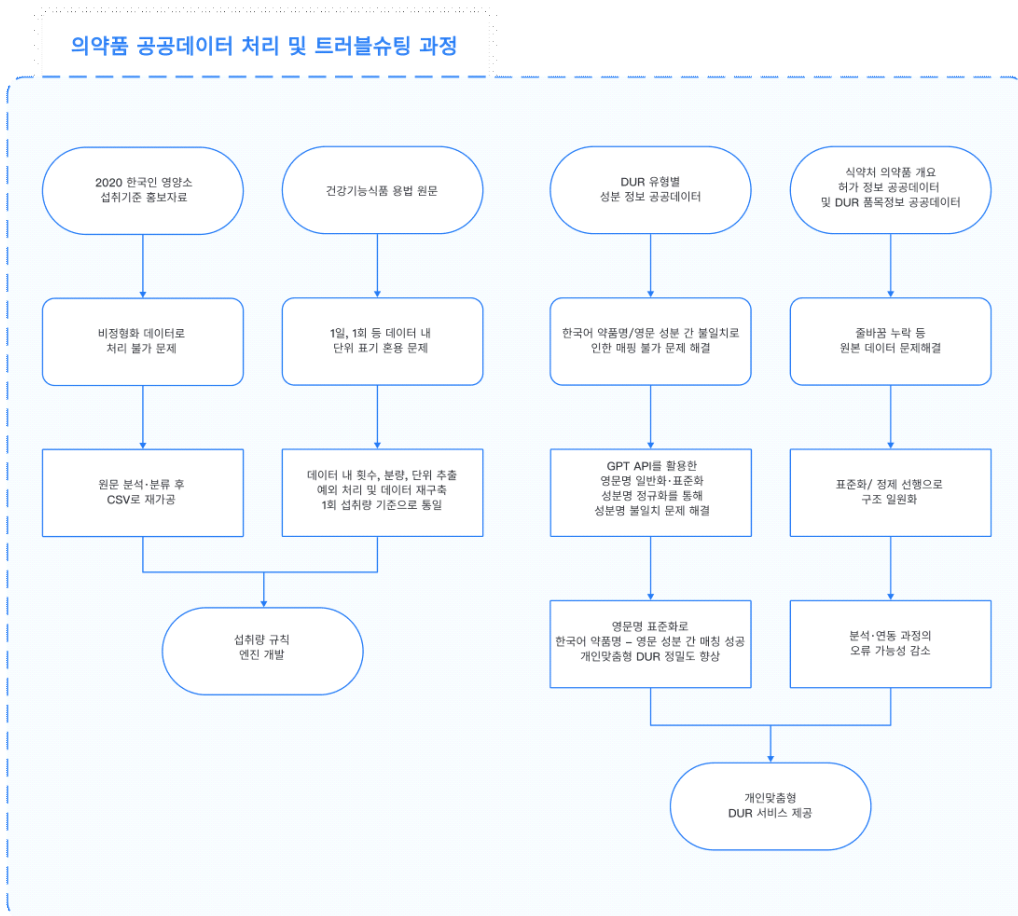 의약품 공공데이터 처리 및 트러블슈팅 과정
2020 한국인 영양소
섭취기준 홍보자료
비정형화 데이터로
처리 불가 문제
원문 분석·분류 후
CSV로 재가공
건강기능식품 용법 원문
1일, 1회 등 데이터 내
단위 표기 혼용 문제
데이터 내 횟수, 분량, 단위 추출
예외 처리 및 데이터 재구축
1회 섭취량 기준으로 통일
섭취량 규칙
엔진 개발
DUR 유형별
성분 정보 공공데이터
한국어 약품명/영문 성분 간 불일치로
인한 매핑 불가 문제 해결
GPT API를 활용한
영문명 일반화·표준화
성분명 정규화를 통해
성분명 불일치 문제 해결
영문명 표준화로
한국어 약품명 – 영문 성분 간 매칭 성공
개인맞춤형 DUR 정밀도 향상
식약처 의약품 개요
허가 정보 공공데이터
및 DUR 품목정보 공공데이터
줄바꿈 누락 등
원본 데이터 문제해결
표준화/ 정제 선행으로
구조 일원화
분석·연동 과정의
오류 가능성 감소
개인맞춤형
DUR 서비스 제공